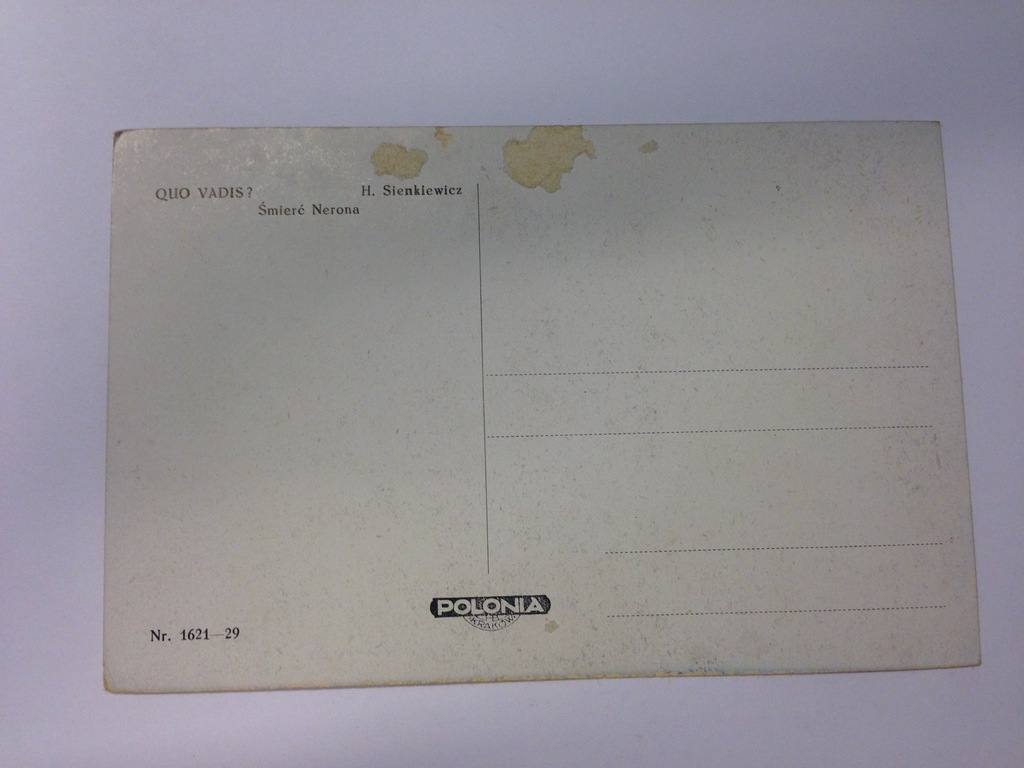 QUO VADIS? H. Sienkiewicz
Śmierć Nerona
POLONIA
KRAKÓW
Nr. 1621—29